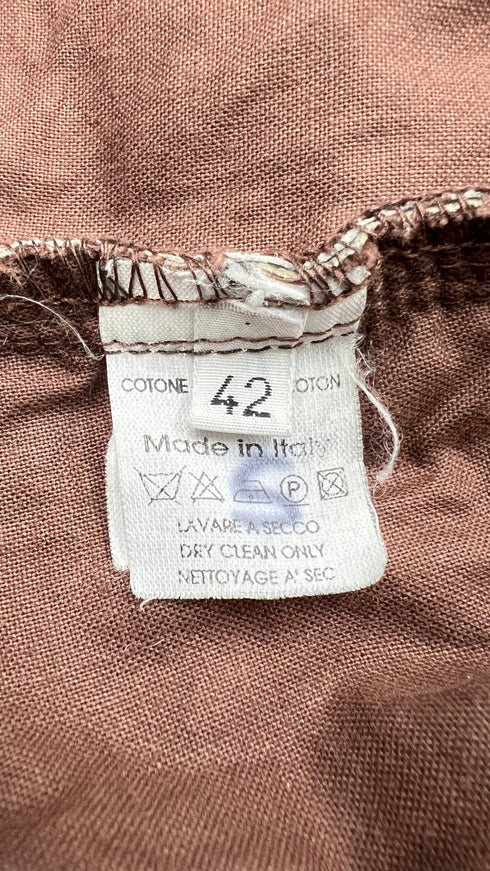 COTONE 42 COTON
Made in Italy
P
LAVARE A SECCO
DRY CLEAN ONLY
NETTOYAGE A' SEC